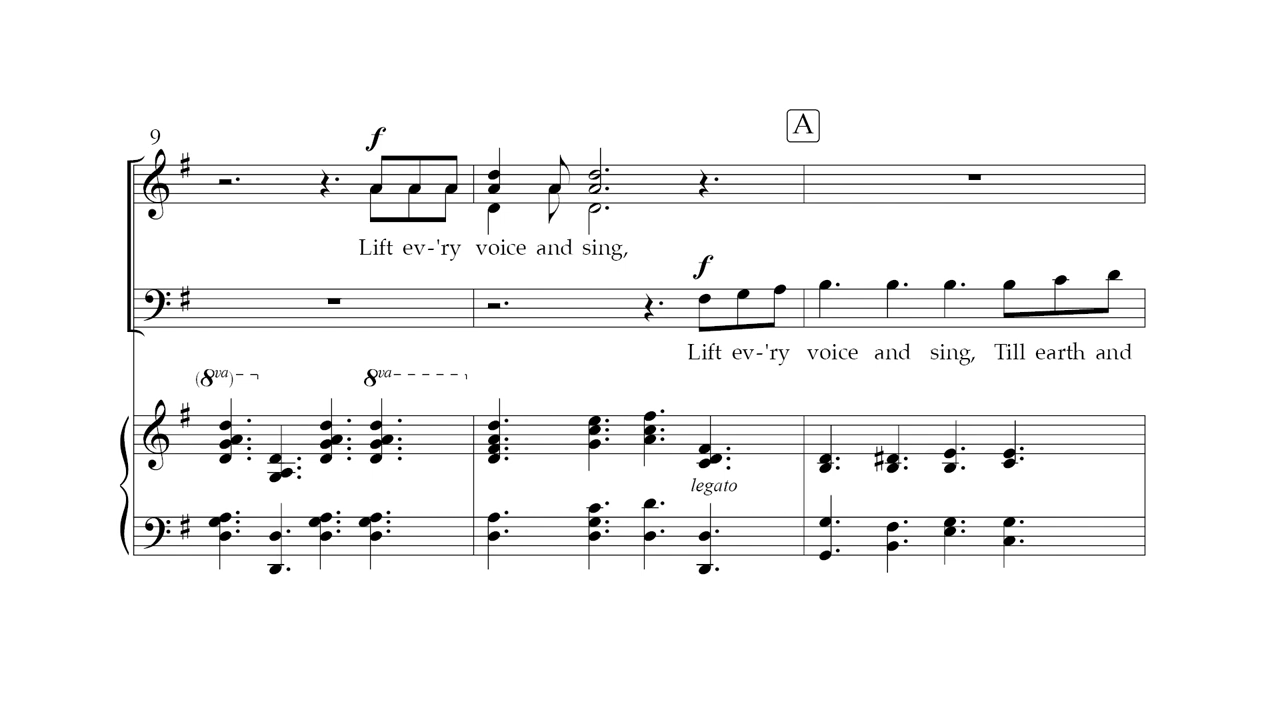 A
9
f
Lift ev-'ry voice and sing,
f
Lift ev-'ry voice and sing, Till earth and
(8va) 8va
legato